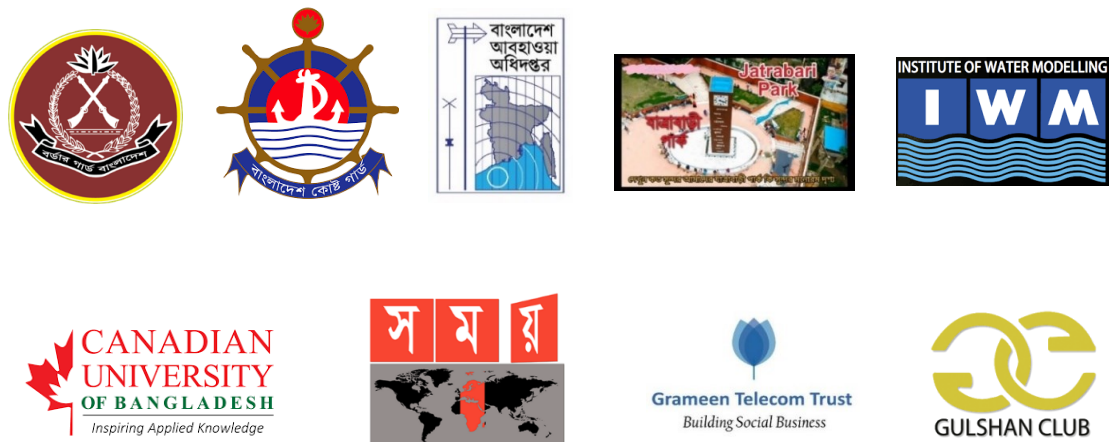 বর্ডার গার্ড বাংলাদেশ
বাংলাদেশ কোষ্ট গার্ড
বাংলাদেশ
আবহাওয়া
অধিদপ্তর
Jatrabari
Park
যাত্রাবাড়ী
পার্ক
INSTITUTE OF WATER MODELLING
IWM
CANADIAN
UNIVERSITY
OF BANGLADESH
Inspiring Applied Knowledge
সময়
Grameen Telecom Trust
Building Social Business
GULSHAN CLUB